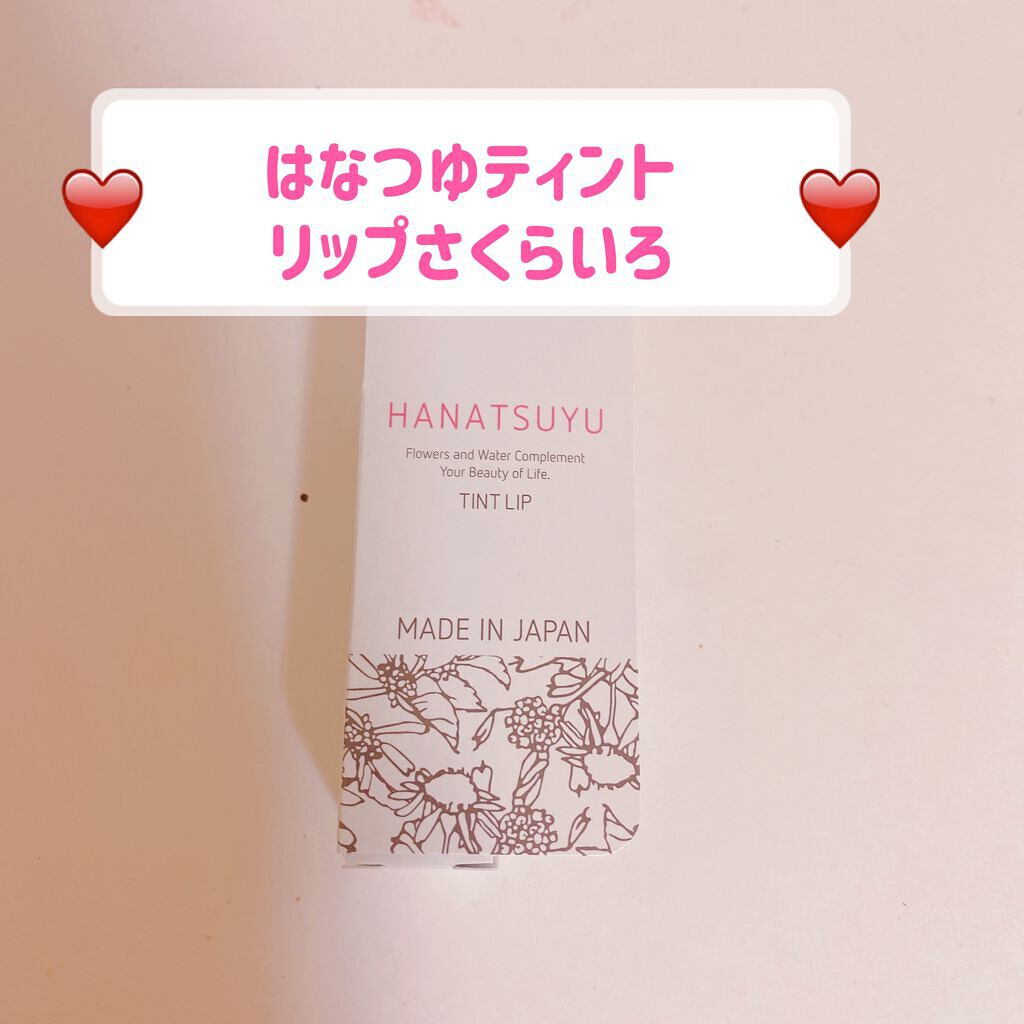 はなつゆティント
リップさくらいろ
HANATSUYU
Flowers and Water Complement
Your Beauty of Life.
TINT LIP
MADE IN JAPAN